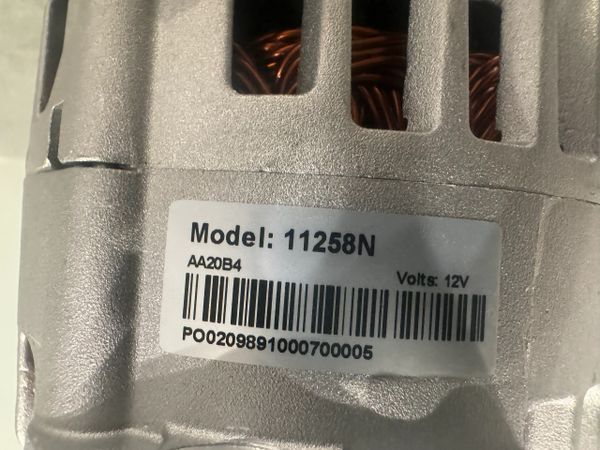 Model: 11258N
AA20B4
Volts: 12V
PO0209891000700005